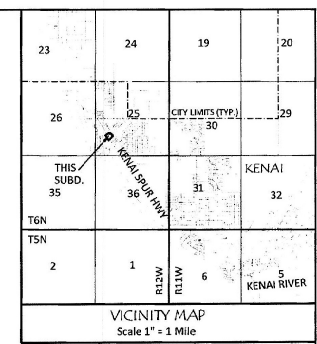 23
24
19
20
26
25
CITY LIMITS (TYP.)
30
29
THIS
SUBD.
KENAI SPUR HWY
KENAI
35
36
31
32
T6N
T5N
2
1
R12W
R11W
6
5
KENAI RIVER
VICINITY MAP
Scale 1" = 1 Mile